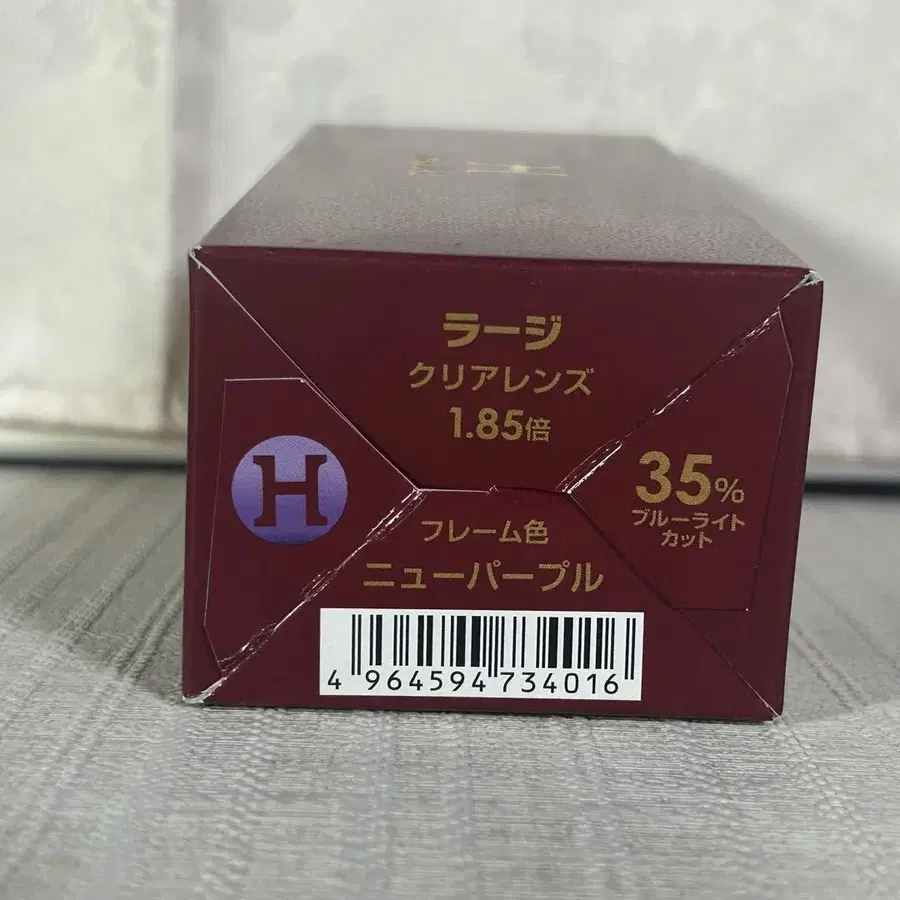 ラージ
クリアレンズ
1.85倍
H
35%
ブルーライト
カット
フレーム色
ニューパープル
4 964594 734016